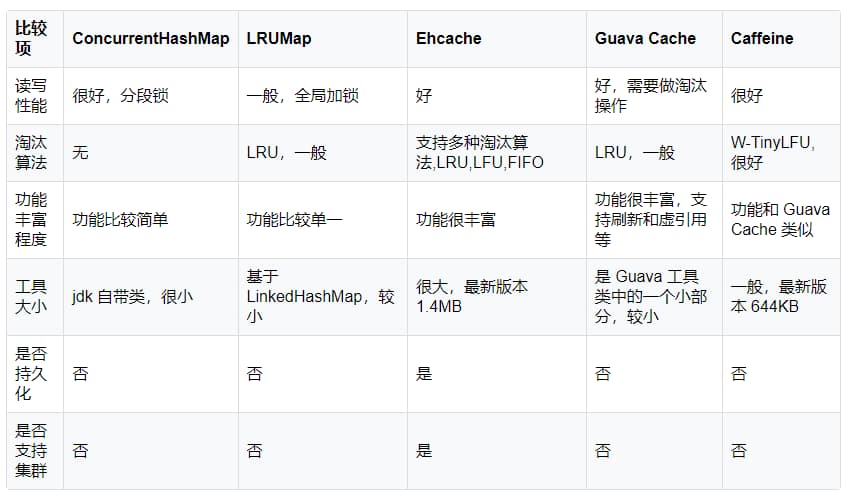 比较
项
ConcurrentHashMap
LRUMap
Ehcache
Guava Cache
Caffeine
读写
性能
很好，分段锁
一般，全局加锁
好
好，需要做淘汰
操作
很好
淘汰
算法
无
LRU，一般
支持多种淘汰算
法,LRU,LFU,FIFO
LRU，一般
W-TinyLFU,
很好
功能
丰富
程度
功能比较简单
功能比较单一
功能很丰富
功能很丰富，支
持刷新和虚引用
等
功能和 Guava
Cache 类似
工具
大小
jdk 自带类，很小
基于
LinkedHashMap，较
小
很大，最新版本
1.4MB
是 Guava 工具
类中的一个小部
分，较小
一般，最新版
本 644KB
是否
持久
化
否
否
是
否
否
是否
支持
集群
否
否
是
否
否